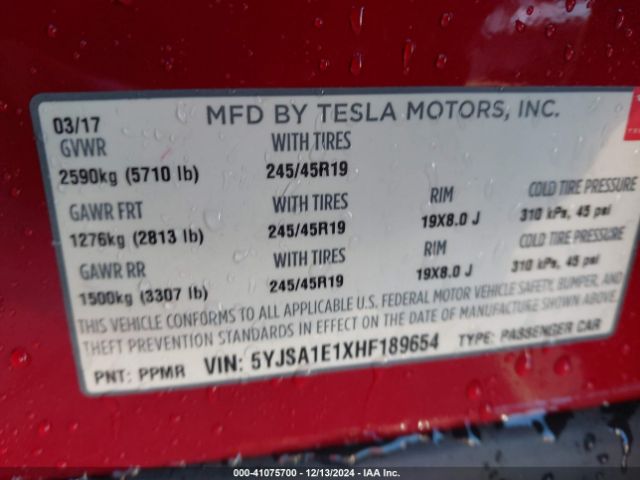 MFD BY TESLA MOTORS, INC.
03/17
GVWR WITH TIRES
2590kg (5710 lb) 245/45R19
GAWR FRT WITH TIRES RIM COLD TIRE PRESSURE
1276kg (2813 lb) 245/45R19 19X8.0 J 310 kPa, 45 psi
GAWR RR WITH TIRES RIM COLD TIRE PRESSURE
1500kg (3307 lb) 245/45R19 19X8.0 J 310 kPa, 45 psi
THIS VEHICLE CONFORMS TO ALL APPLICABLE U.S. FEDERAL MOTOR VEHICLE SAFETY, BUMPER, AND
THEFT PREVENTION STANDARDS IN EFFECT ON THE DATE OF MANUFACTURE SHOWN ABOVE.
PNT: PPMR VIN: 5YJSA1E1XHF189654 TYPE: PASSENGER CAR
000-41075700 - 12/13/2024 - IAA Inc.